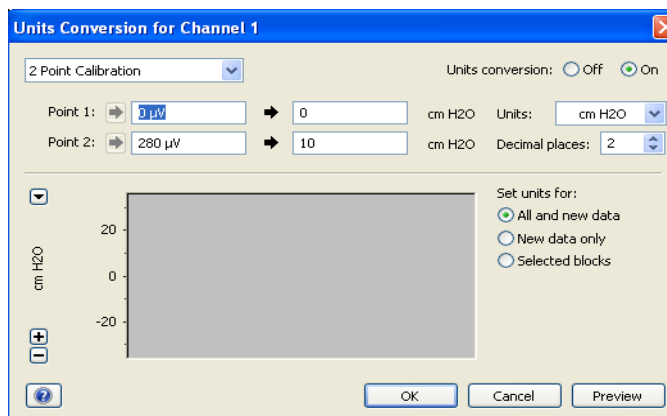 Units Conversion for Channel 1
2 Point Calibration
Units conversion: Off On
Point 1: 0 µV 0 cm H2O Units: cm H2O
Point 2: 280 µV 10 cm H2O Decimal places: 2
Set units for:
All and new data
New data only
Selected blocks
cm H2O
20
0
-20
OK Cancel Preview